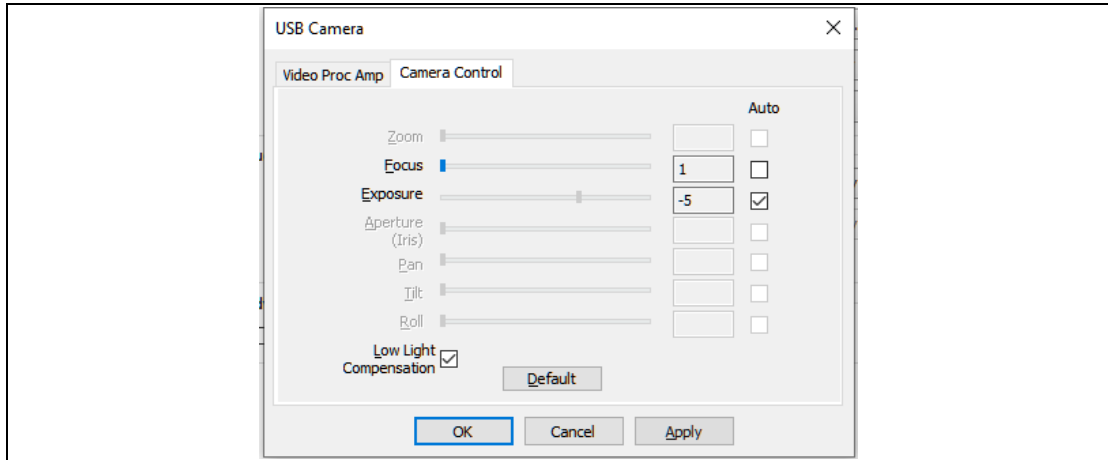 USB Camera
Video Proc Amp Camera Control
Auto
Zoom
Focus 1
Exposure -5
Aperture
(Iris)
Pan
Tilt
Roll
Low Light
Compensation
Default
OK Cancel Apply